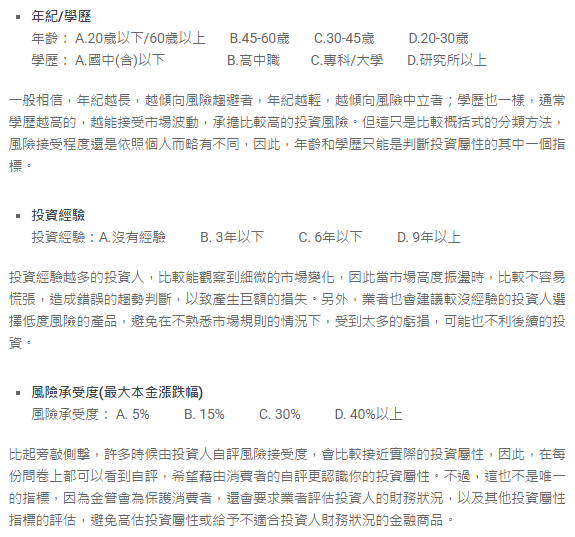 ▪ 年紀/學歷
年齡： A.20歲以下/60歲以上 B.45-60歲 C.30-45歲 D.20-30歲
學歷： A.國中(含)以下 B.高中職 C.專科/大學 D.研究所以上
一般相信，年紀越長，越傾向風險趨避者，年紀越輕，越傾向風險中立者；學歷也一樣，通常
學歷越高的，越能接受市場波動，承擔比較高的投資風險。但這只是比較概括式的分類方法，
風險接受程度還是依照個人而略有不同，因此，年齡和學歷只能是判斷投資屬性的其中一個指
標。
▪ 投資經驗
投資經驗：A.沒有經驗 B. 3年以下 C. 6年以下 D. 9年以上
投資經驗越多的投資人，比較能觀察到細微的市場變化，因此當市場高度振盪時，比較不容易
慌張，造成錯誤的趨勢判斷，以致產生巨額的損失。另外，業者也會建議較沒經驗的投資人選
擇低度風險的產品，避免在不熟悉市場規則的情況下，受到太多的虧損，可能也不利後續的投
資。
▪ 風險承受度(最大本金漲跌幅)
風險承受度： A. 5% B. 15% C. 30% D. 40%以上
比起旁敲側擊，許多時候由投資人自評風險接受度，會比較接近實際的投資屬性，因此，在每
份問卷上都可以看到自評，希望藉由消費者的自評更認識你的投資屬性。不過，這也不是唯一
的指標，因為金管會為保護消費者，還會要求業者評估投資人的財務狀況，以及其他投資屬性
指標的評估，避免高估投資屬性或給予不適合投資人財務狀況的金融商品。